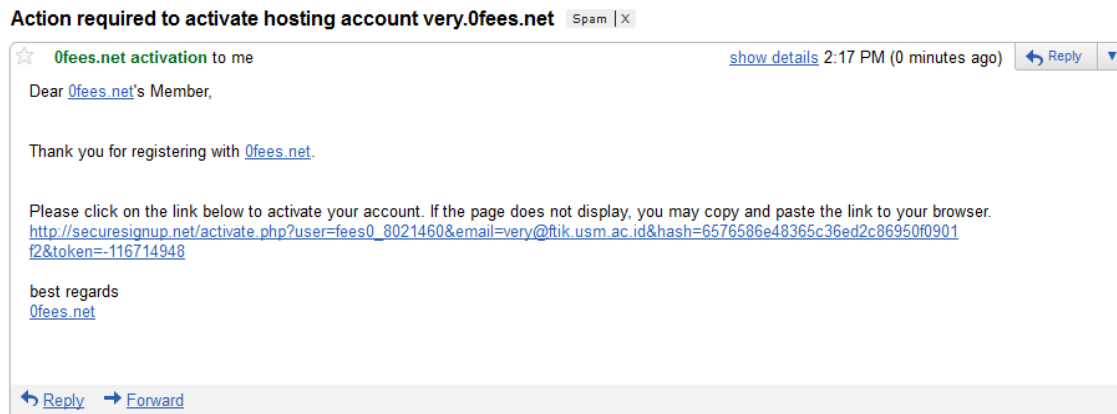 Action required to activate hosting account very.0fees.net Spam | X
0fees.net activation to me show details 2:17 PM (0 minutes ago) Reply
Dear 0fees.net's Member,
Thank you for registering with 0fees.net.
Please click on the link below to activate your account. If the page does not display, you may copy and paste the link to your browser.
http://securesignup.net/activate.php?user=fees0_8021460&email=very@ftik.usm.ac.id&hash=6576586e48365c36ed2c86950f0901
f2&token=-116714948
best regards
0fees.net
Reply Forward